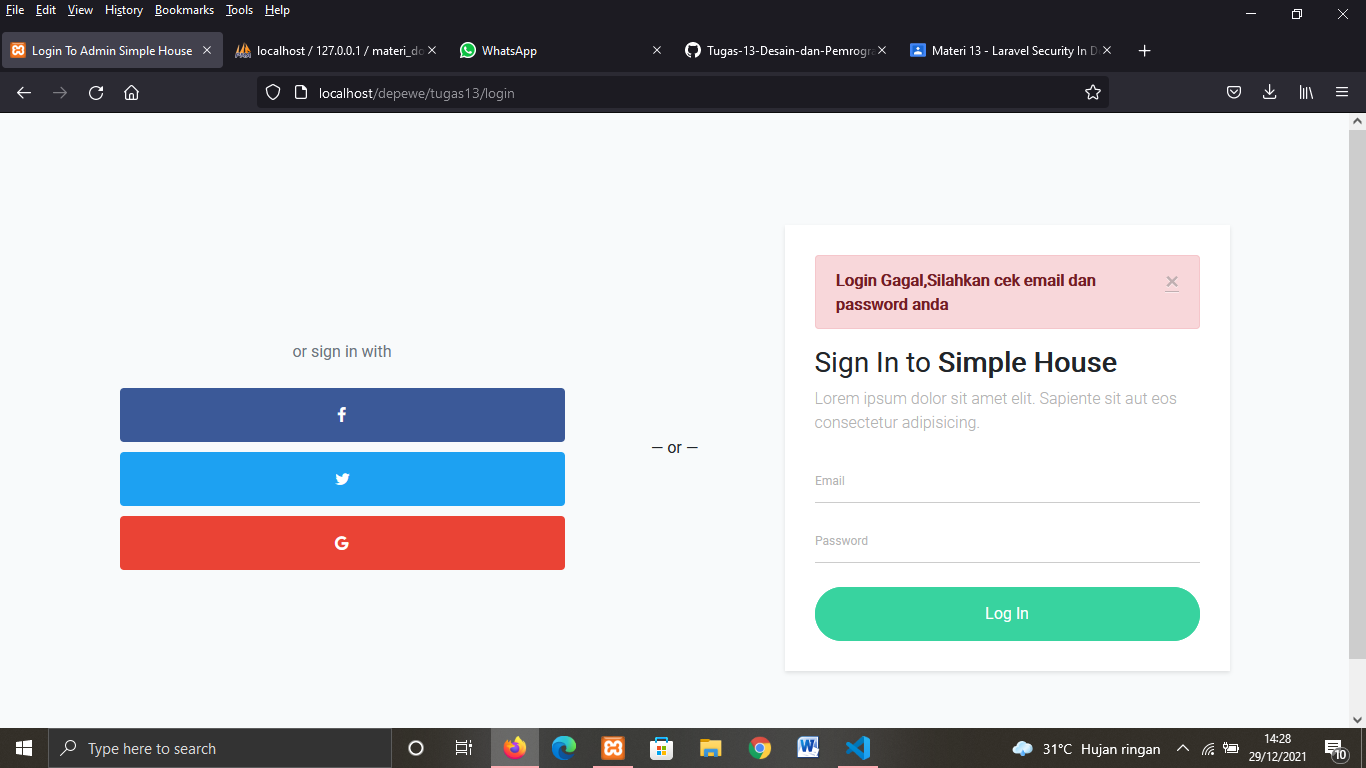 File Edit View History Bookmarks Tools Help
Login To Admin Simple House
localhost / 127.0.0.1 / materi_do
WhatsApp
Tugas-13-Desain-dan-Pemrogra
Materi 13 - Laravel Security In D
localhost/depewe/tugas13/login
Login Gagal,Silahkan cek email dan
password anda
×
or sign in with
— or —
Sign In to Simple House
Lorem ipsum dolor sit amet elit. Sapiente sit aut eos
consectetur adipisicing.
Email
Password
Log In
Type here to search
31°C Hujan ringan
14:28
29/12/2021
10